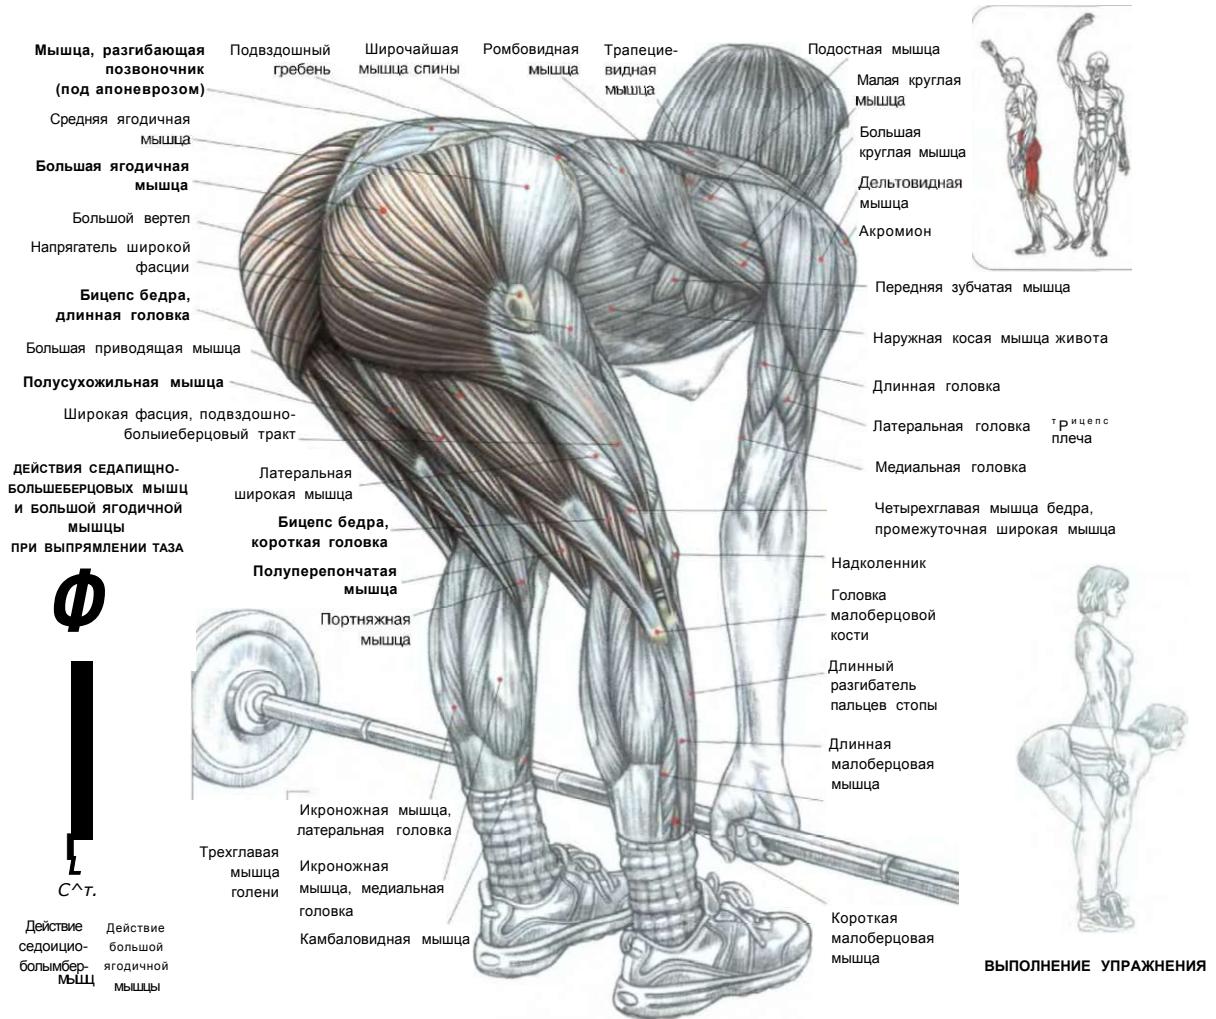 Мышца, разгибающая
позвоночник
(под апоневрозом)
Подвздошный
гребень
Широчайшая
мышца спины
Ромбовидная
мышца
Трапецие-
видная
мышца
Подостная мышца
Малая круглая
мышца
Большая
круглая мышца
Дельтовидная
мышца
Акромион
Передняя зубчатая мышца
Наружная косая мышца живота
Длинная головка
Латеральная головка
тРицепс
плеча
Медиальная головка
Четырехглавая мышца бедра,
промежуточная широкая мышца
Надколенник
Головка
малоберцовой
кости
Длинный
разгибатель
пальцев стопы
Длинная
малоберцовая
мышца
Короткая
малоберцовая
мышца
Средняя ягодичная
мышца
Большая ягодичная
мышца
Большой вертел
Напрягатель широкой
фасции
Бицепс бедра,
длинная головка
Большая приводящая мышца
Полусухожильная мышца
Широкая фасция, подвздошно-
болыиеберцовый тракт
Латеральная
широкая мышца
Бицепс бедра,
короткая головка
Полуперепончатая
мышца
Портняжная
мышца
Икроножная мышца,
латеральная головка
Трехглавая
мышца
голени
Икроножная
мышца, медиальная
головка
Камбаловидная мышца
ДЕЙСТВИЯ СЕДАПИЩНО-
БОЛЬШЕБЕРЦОВЫХ МЫШЦ
И БОЛЬШОЙ ЯГОДИЧНОЙ
МЫШЦЫ
ПРИ ВЫПРЯМЛЕНИИ ТАЗА
Ф
L
С^т.
Действие
седоицио-
болымбер-
мышц
Действие
большой
ягодичной
мышцы
ВЫПОЛНЕНИЕ УПРАЖНЕНИЯ